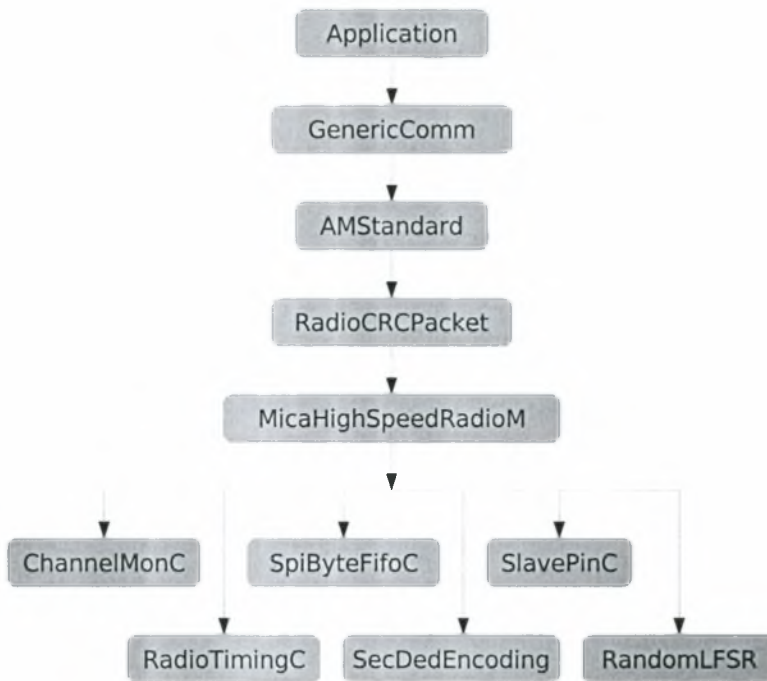 Application
GenericComm
AMStandard
RadioCRCPacket
MicaHighSpeedRadioM
ChannelMonC
SpiByteFifoC
SlavePinC
RadioTimingC
SecDedEncoding
RandomLFSR